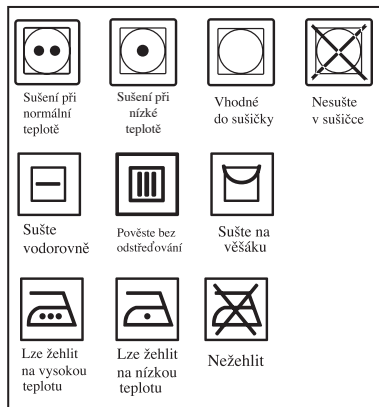 Sušení při
normální
teplotě
Sušení při
nízké
teplotě
Vhodné
do sušičky
Nesušte
v sušičce
Sušte
vodorovně
Pověste bez
odstřeďování
Sušte na
věšáku
Lze žehlit
na vysokou
teplotu
Lze žehlit
na nízkou
teplotu
Nežehlit